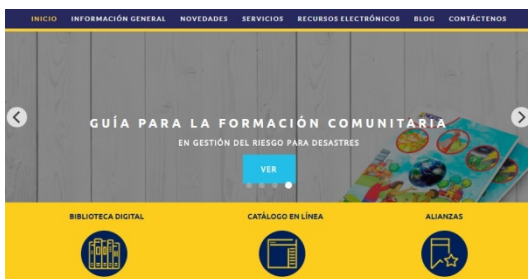 INICIO INFORMACIÓN GENERAL NOVEDADES SERVICIOS RECURSOS ELECTRÓNICOS BLOG CONTÁCTENOS
GUÍA PARA LA FORMACIÓN COMUNITARIA
EN GESTIÓN DEL RIESGO PARA DESASTRES
VER
BIBLIOTECA DIGITAL CATÁLOGO EN LÍNEA ALIANZAS